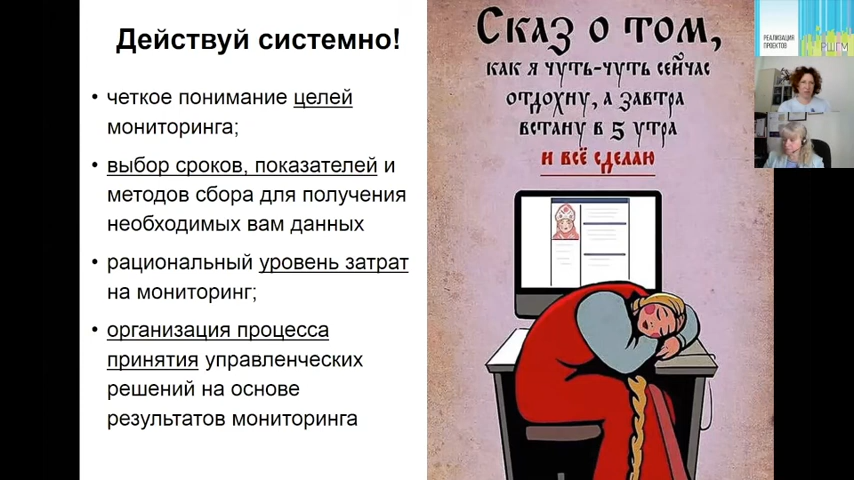 Действуй системно!
• четкое понимание целей
мониторинга;
• выбор сроков, показателей и
методов сбора для получения
необходимых вам данных
• рациональный уровень затрат
на мониторинг;
• организация процесса
принятия управленческих
решений на основе
результатов мониторинга
Сказ о том,
как я чуть-чуть сейчас
отдохну, а завтра
встану в 5 утра
и всё сделаю
РЕАЛИЗАЦИЯ
ПРОЕКТОВ
РШГМ